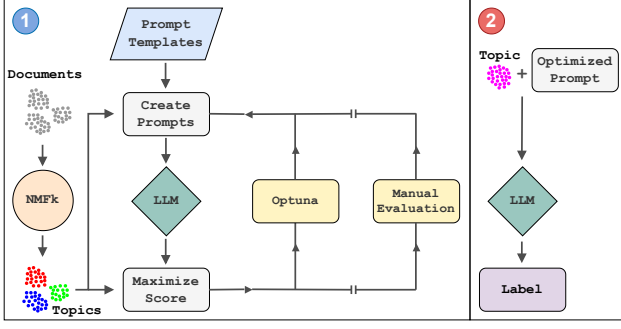 1
Prompt
Templates
Documents
Create
Prompts
NMFk
LLM
Optuna
Manual
Evaluation
Topics
Maximize
Score
2
Topic
+
Optimized
Prompt
LLM
Label